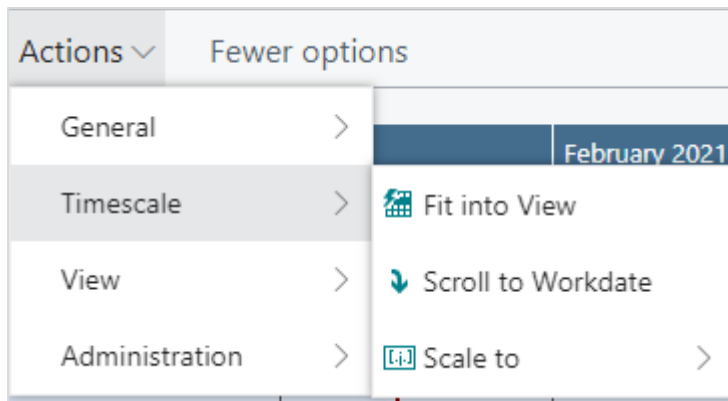 Actions Fewer options
General
February 2021
Timescale Fit into View
View Scroll to Workdate
Administration Scale to